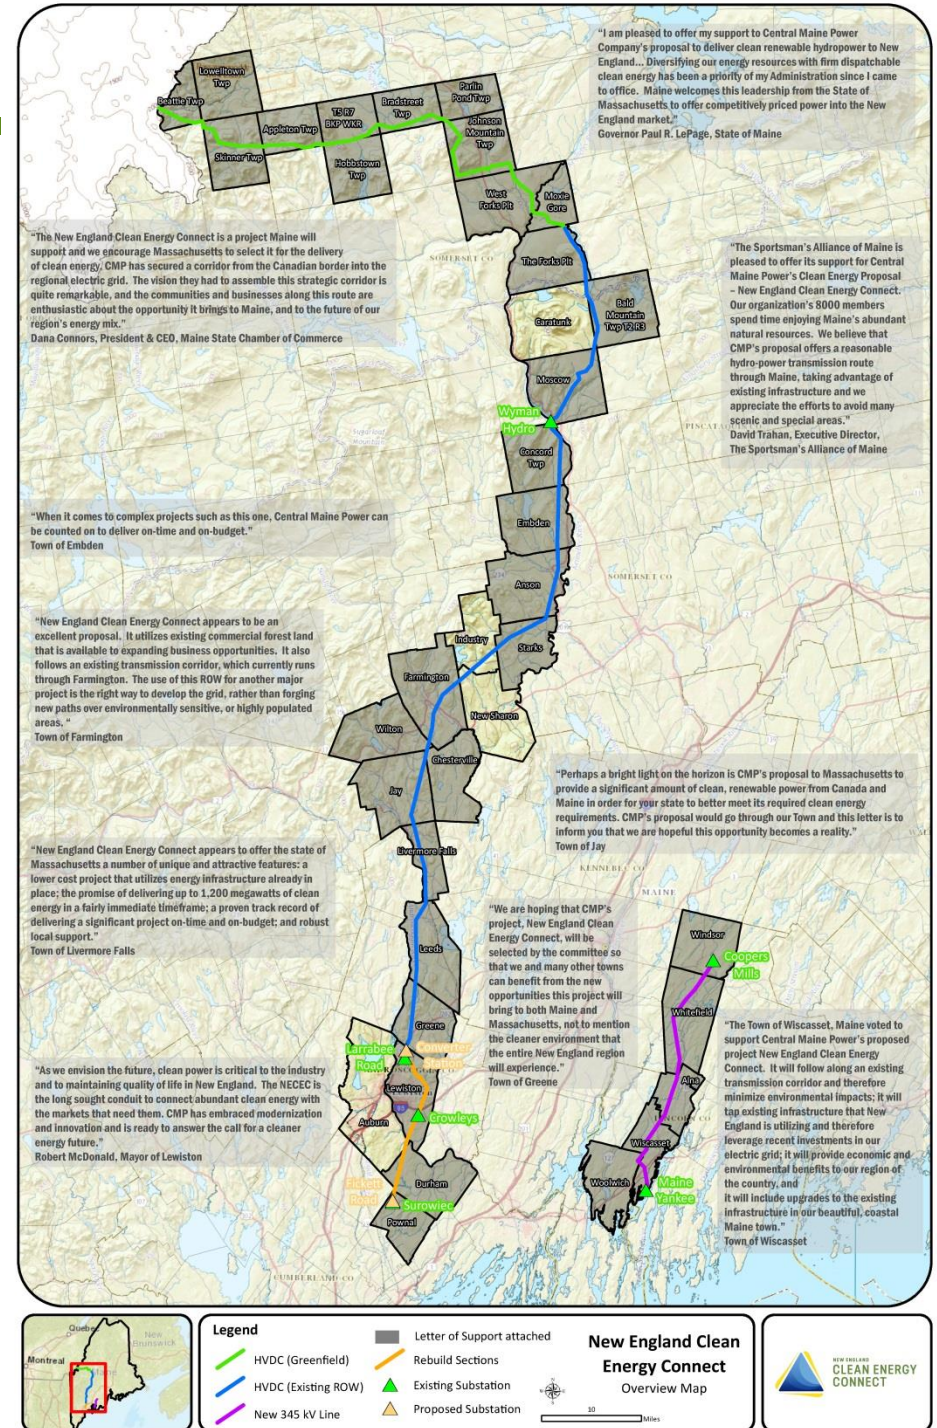 “I am pleased to offer my support to Central Maine Power
Company’s proposal to deliver clean renewable hydropower to New
England... Diversifying our energy resources with firm dispatchable
clean energy has been a priority of my Administration since I came
to office. Maine welcomes this leadership from the State of
Massachusetts to offer competitively priced power into the New
England market.”
Governor Paul R. LePage, State of Maine
Lowelltown
Twp
Beattie Twp
Skinner Twp
Appleton Twp
T5 R7
BKP WKR
Hobbstown
Twp
Bradstreet
Twp
Parlin
Pond Twp
Johnson
Mountain
Twp
West
Forks Plt
Moxie
Gore
“The New England Clean Energy Connect is a project Maine will
support and we encourage Massachusetts to select it for the delivery
of clean energy. CMP has secured a corridor from the Canadian border into the
regional electric grid. The vision they had to assemble this strategic corridor is
quite remarkable, and the communities and businesses along this route are
enthusiastic about the opportunity it brings to Maine, and to the future of our
region’s energy mix.”
Dana Connors, President & CEO, Maine State Chamber of Commerce
SOMERSET CO
The Forks Plt
Caratunk
Bald
Mountain
Twp T2 R3
Moscow
Wyman
Hydro
Concord
Twp
“The Sportsman’s Alliance of Maine is
pleased to offer its support for Central
Maine Power’s Clean Energy Proposal
– New England Clean Energy Connect.
Our organization’s 8000 members
spend time enjoying Maine’s abundant
natural resources. We believe that
CMP’s proposal offers a reasonable
hydro-power transmission route
through Maine, taking advantage of
existing infrastructure and we
appreciate the efforts to avoid many
scenic and special areas.”
David Trahan, Executive Director,
The Sportsman’s Alliance of Maine
“When it comes to complex projects such as this one, Central Maine Power can
be counted on to deliver on-time and on-budget.”
Town of Embden
Embden
Anson
SOMERSET CO
Industry
Starks
Farmington
New Sharon
Wilton
Chesterville
Jay
Livermore Falls
“New England Clean Energy Connect appears to be an
excellent proposal. It utilizes existing commercial forest land
that is available to expanding business opportunities. It also
follows an existing transmission corridor, which currently runs
through Farmington. The use of this ROW for another major
project is the right way to develop the grid, rather than forging
new paths over environmentally sensitive, or highly populated
areas. “
Town of Farmington
“Perhaps a bright light on the horizon is CMP’s proposal to Massachusetts to
provide a significant amount of clean, renewable power from Canada and
Maine in order for your state to better meet its required clean energy
requirements. CMP’s proposal would go through our Town and this letter is to
inform you that we are hopeful this opportunity becomes a reality.”
Town of Jay
KENNEBEC CO
MAINE
“New England Clean Energy Connect appears to offer the state of
Massachusetts a number of unique and attractive features: a
lower cost project that utilizes energy infrastructure already in
place; the promise of delivering up to 1,200 megawatts of clean
energy in a fairly immediate timeframe; a proven track record of
delivering a significant project on-time and on-budget; and robust
local support.”
Town of Livermore Falls
“We are hoping that CMP’s
project, New England Clean
Energy Connect, will be
selected by the committee so
that we and many other towns
can benefit from the new
opportunities this project will
bring to both Maine and
Massachusetts, not to mention
the cleaner environment that
the entire New England region
will experience.”
Town of Greene
Leeds
Greene
Larrabee
Road
Converter
Station
Lewiston
Auburn
Crowleys
Durham
Fickett
Road
Surowiec
Pownal
CUMBERLAND CO
Windsor
Coopers
Mills
Whitefield
Alna
Wiscasset
Woolwich
Maine
Yankee
“As we envision the future, clean power is critical to the industry
and to maintaining quality of life in New England. The NECEC is
the long sought conduit to connect abundant clean energy with
the markets that need them. CMP has embraced modernization
and innovation and is ready to answer the call for a cleaner
energy future.”
Robert McDonald, Mayor of Lewiston
“The Town of Wiscasset, Maine voted to
support Central Maine Power’s proposed
project New England Clean Energy
Connect. It will follow along an existing
transmission corridor and therefore
minimize environmental impacts; it will
tap existing infrastructure that New
England is utilizing and therefore
leverage recent investments in our
electric grid; it will provide economic and
environmental benefits to our region of
the country, and
it will include upgrades to the existing
infrastructure in our beautiful, coastal
Maine town.”
Town of Wiscasset
Quebec
Montreal
New
Brunswick
Maine
Legend
HVDC (Greenfield)
HVDC (Existing ROW)
New 345 kV Line
Letter of Support attached
Rebuild Sections
Existing Substation
Proposed Substation
New England Clean
Energy Connect
Overview Map
10
Miles
NEW ENGLAND
CLEAN ENERGY
CONNECT